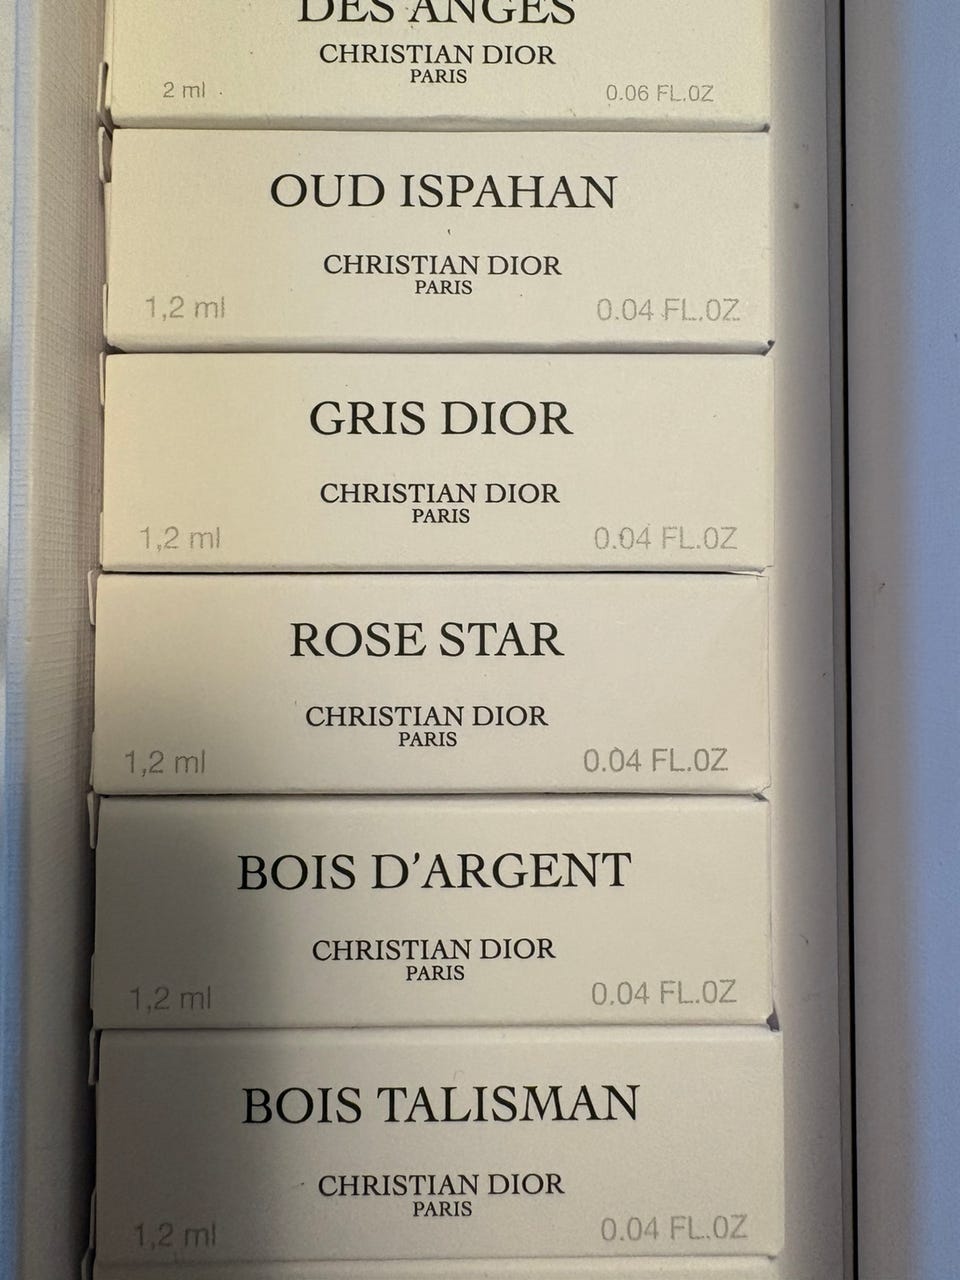 DES ANGES
CHRISTIAN DIOR
PARIS
2 ml
0.06 FL.OZ
OUD ISPAHAN
CHRISTIAN DIOR
PARIS
1,2 ml
0.04 FL.OZ
GRIS DIOR
CHRISTIAN DIOR
PARIS
1,2 ml
0.04 FL.OZ
ROSE STAR
CHRISTIAN DIOR
PARIS
1,2 ml
0.04 FL.OZ
BOIS D'ARGENT
CHRISTIAN DIOR
PARIS
1,2 ml
0.04 FL.OZ
BOIS TALISMAN
CHRISTIAN DIOR
PARIS
1,2 ml
0.04 FL.OZ